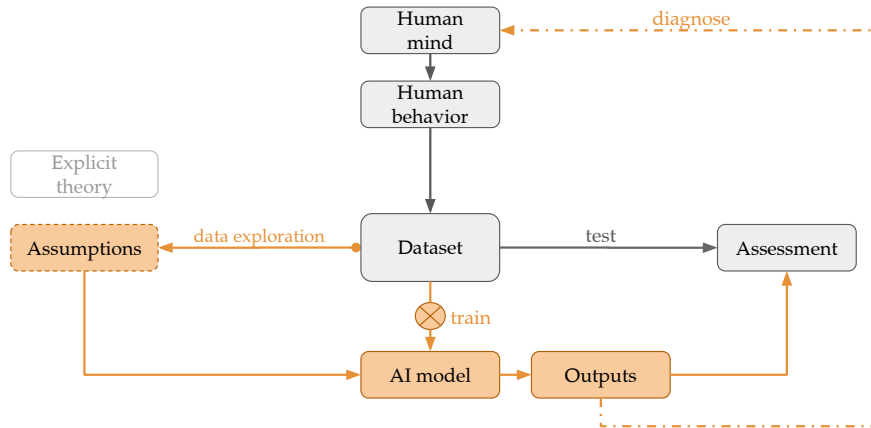 Human
mind
diagnose
Human
behavior
Explicit
theory
Assumptions
data exploration
Dataset
test
Assessment
train
AI model
Outputs